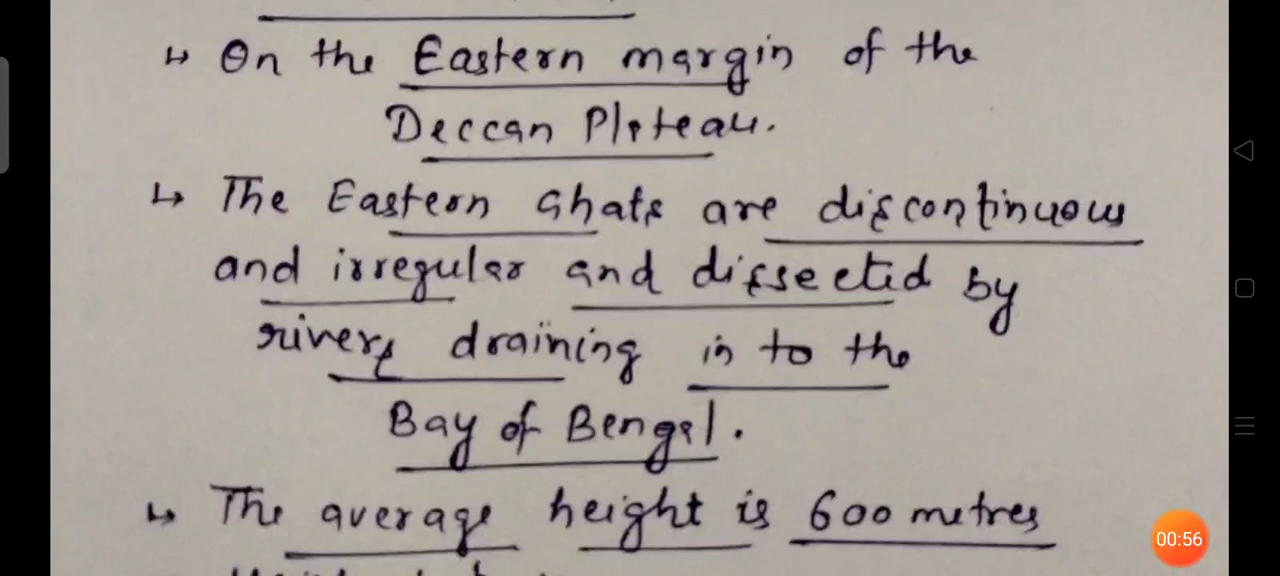 ↳ On the Eastern margin of the
Deccan Plateau.
↳ The Eastern Ghats are discontinuous
and irregular and dissected by
rivers draining in to the
Bay of Bengal.
↳ The average height is 600 metres
00:56